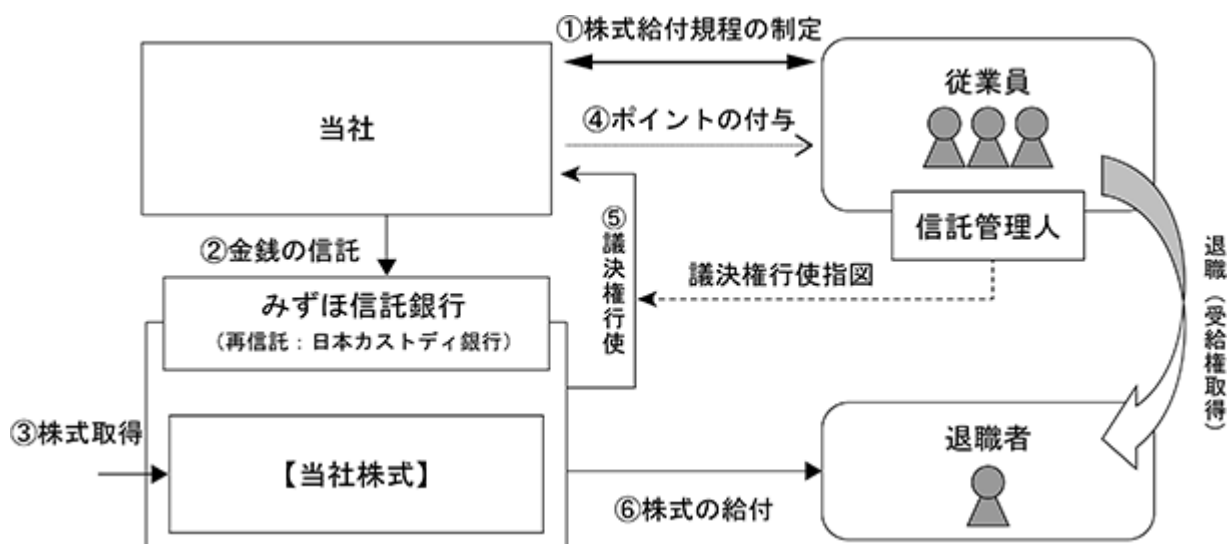 ①株式給付規程の制定
従業員
当社
④ポイントの付与
信託管理人
②金銭の信託
⑤議決権行使
議決権行使指図
退職（受給権取得）
みずほ信託銀行
（再信託：日本カストディ銀行）
③株式取得
【当社株式】
退職者
⑥株式の給付